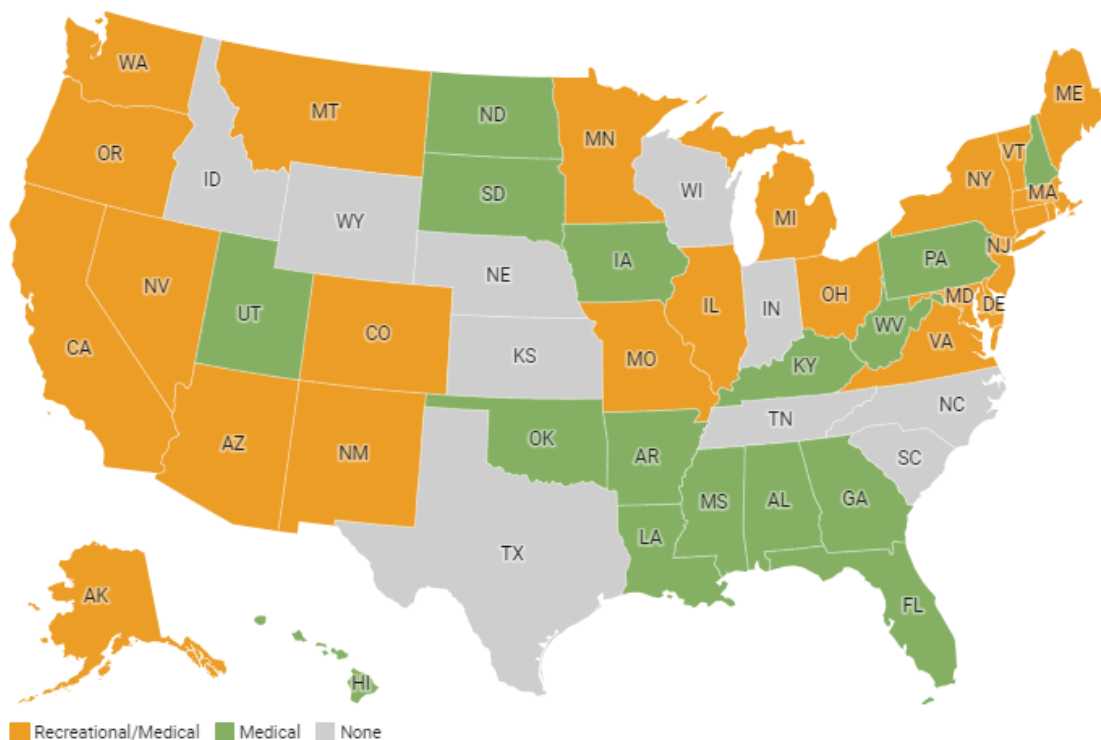 WA
ME
MT
ND
MN
VT
OR
NY
ID
WI
MA
SD
MI
WY
NJ
PA
IA
NE
NV
OH
MD
DE
IL
IN
UT
WV
CO
VA
CA
KS
MO
KY
NC
TN
AZ
OK
NM
AR
SC
MS
AL
GA
LA
TX
AK
FL
HI
Recreational/Medical Medical None